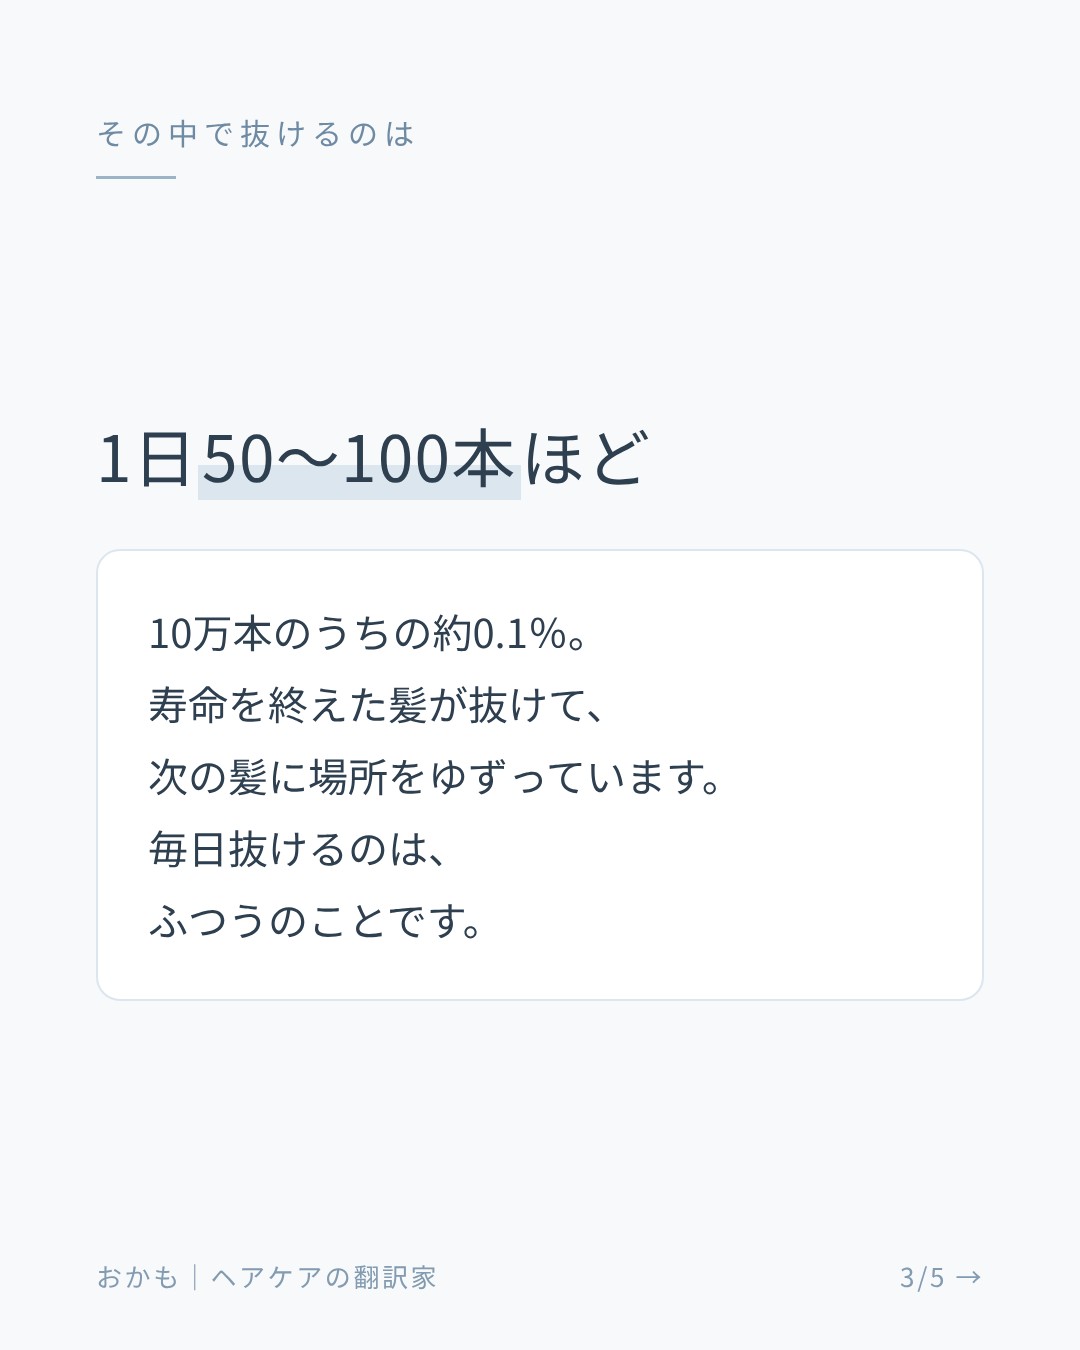 その中で抜けるのは
1日50〜100本ほど
10万本のうちの約0.1%。
寿命を終えた髪が抜けて、
次の髪に場所をゆずっています。
毎日抜けるのは、
ふつうのことです。
おかも｜ヘアケアの翻訳家
3/5 →